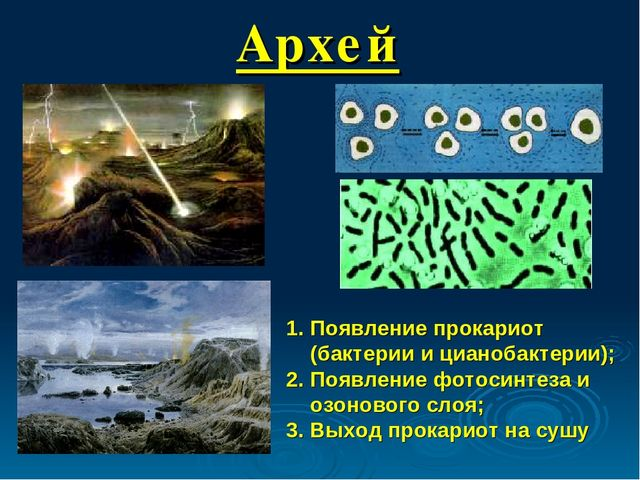 Архей
1. Появление прокариот
(бактерии и цианобактерии);
2. Появление фотосинтеза и
озонового слоя;
3. Выход прокариот на сушу